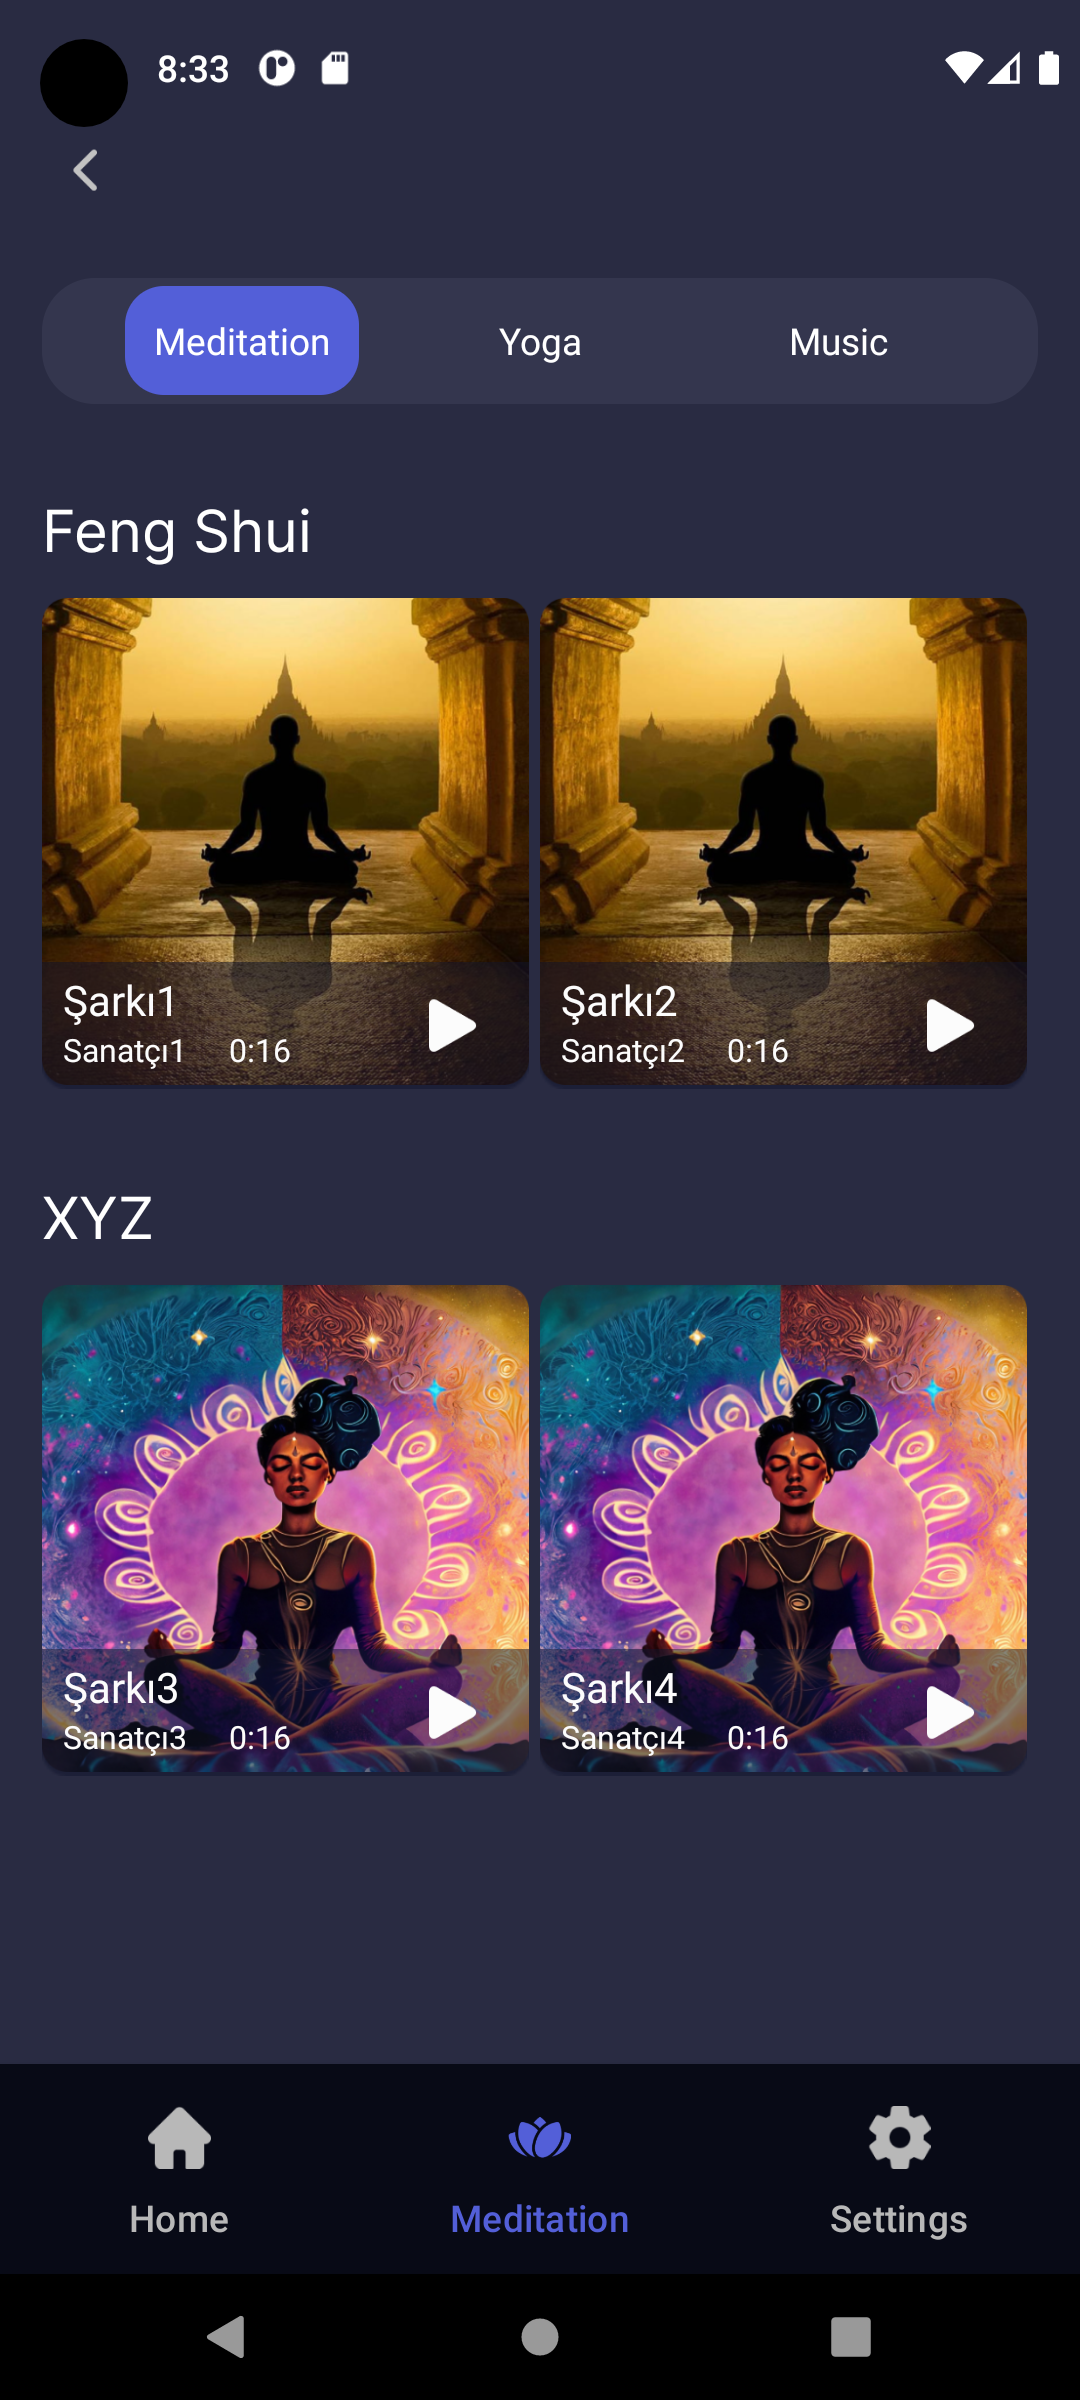 8:33
Meditation Yoga Music
Feng Shui
Şarkı1
Sanatçı1 0:16
Şarkı2
Sanatçı2 0:16
XYZ
Şarkı3
Sanatçı3 0:16
Şarkı4
Sanatçı4 0:16
Home Meditation Settings